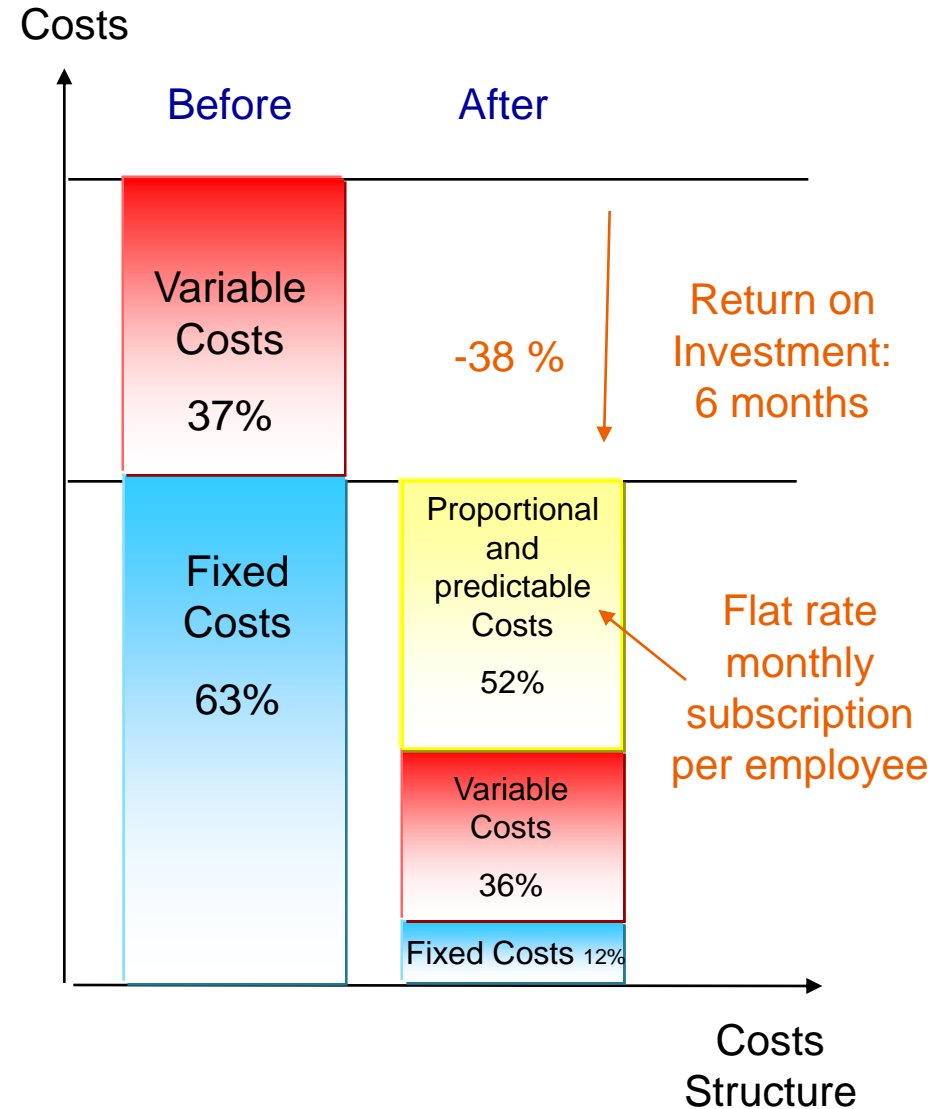 Costs
Before
After
Variable
Costs
37%
-38 %
Return on
Investment:
6 months
Fixed
Costs
63%
Proportional
and
predictable
Costs
52%
Flat rate
monthly
subscription
per employee
Variable
Costs
36%
Fixed Costs 12%
Costs
Structure